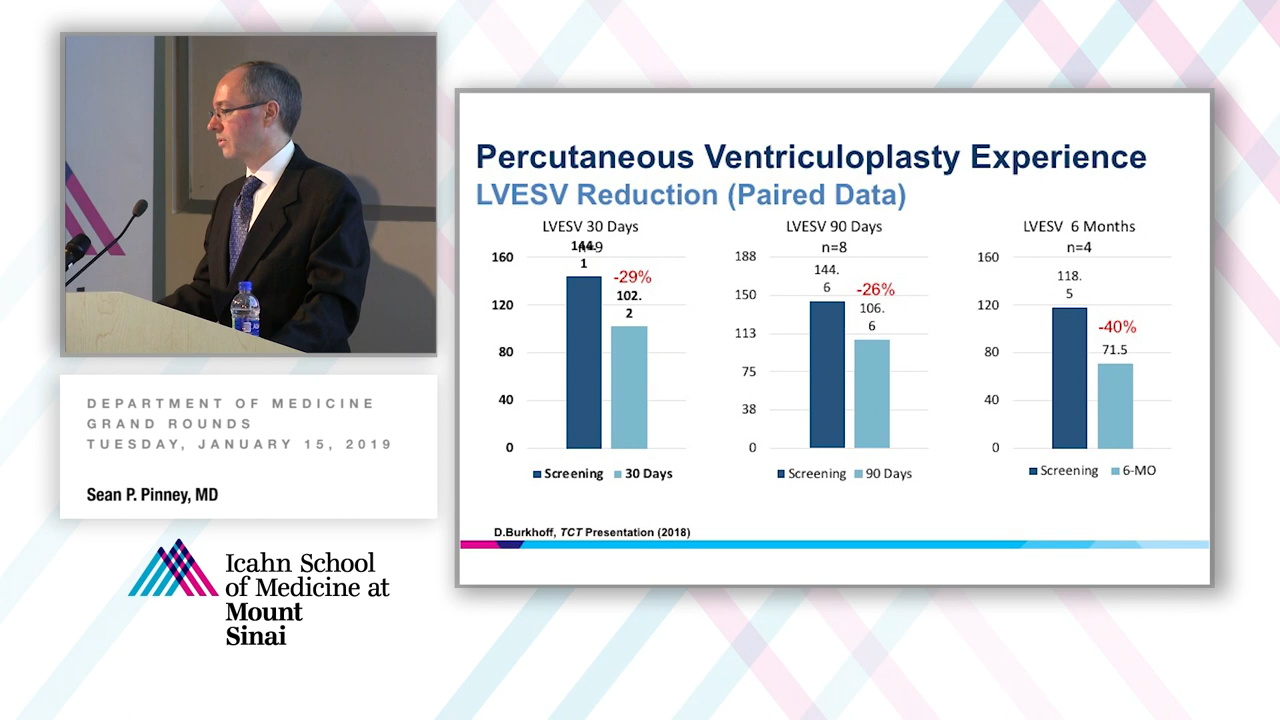 Percutaneous Ventriculoplasty Experience
LVESV Reduction (Paired Data)
LVESV 30 Days
n=9
144.
1
-29%
102.
2
160
120
80
40
0
Screening
30 Days
LVESV 90 Days
n=8
144.
6
-26%
106.
6
188
150
113
75
38
0
Screening
90 Days
LVESV 6 Months
n=4
118.
5
-40%
71.5
160
120
80
40
0
Screening
6-MO
D.Burkhoff, TCT Presentation (2018)
DEPARTMENT OF MEDICINE
GRAND ROUNDS
TUESDAY, JANUARY 15, 2019
Sean P. Pinney, MD
Icahn School
of Medicine at
Mount
Sinai